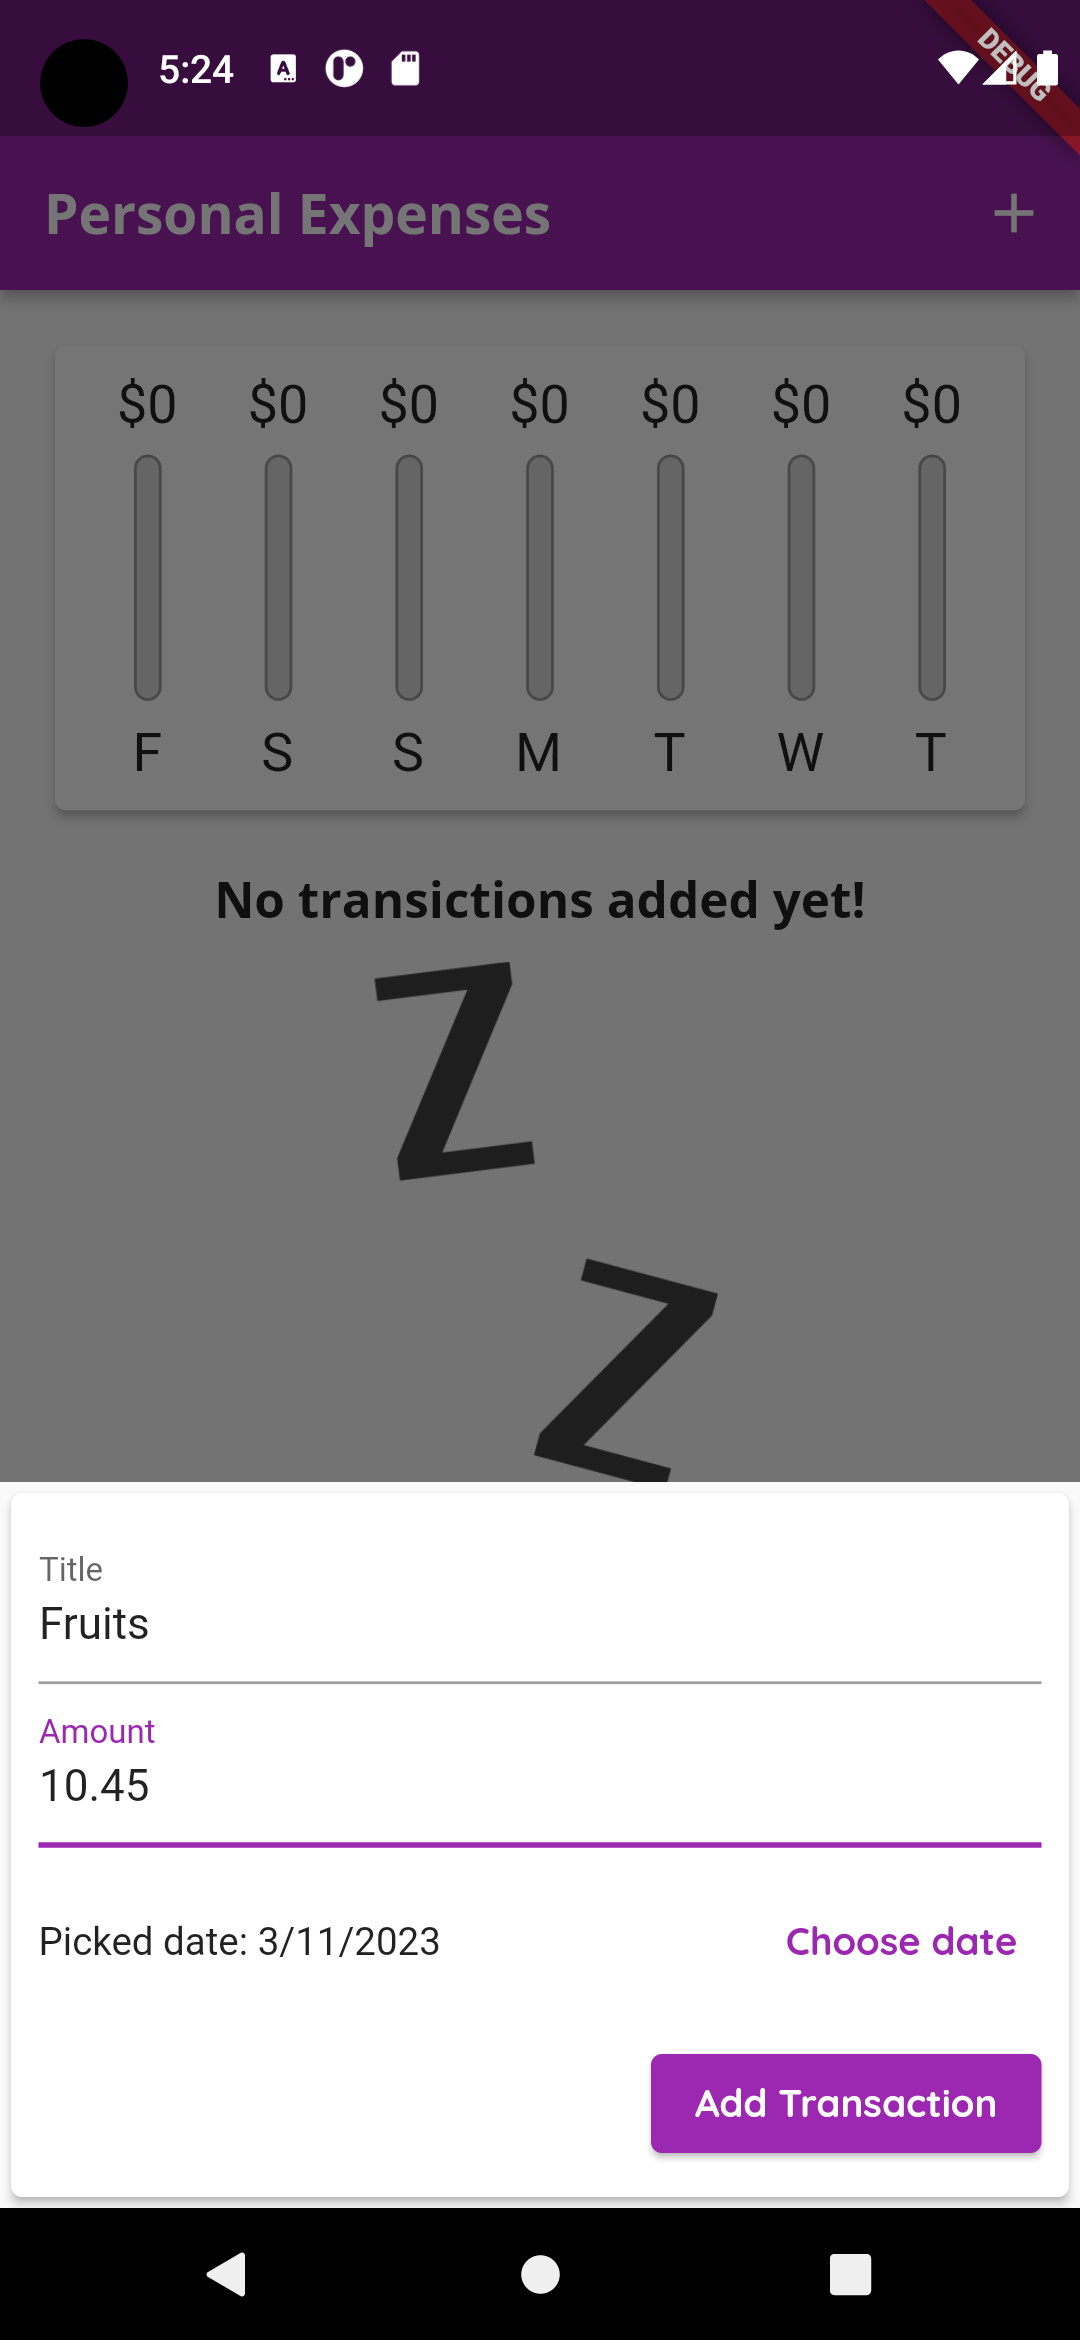 5:24
DEBUG
Personal Expenses
$0 $0 $0 $0 $0 $0 $0
F S S M T W T
No transictions added yet!
Z
Z
Title
Fruits
Amount
10.45
Picked date: 3/11/2023 Choose date
Add Transaction